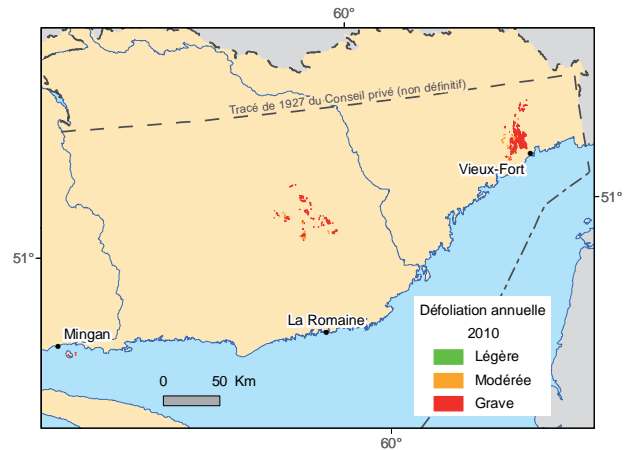 60°
Tracé de 1927 du Conseil privé (non définitif)
Vieux-Fort
51°
51°
La Romaine
Mingan
Défoliation annuelle
2010
Légère
Modérée
Grave
0 50 Km
60°